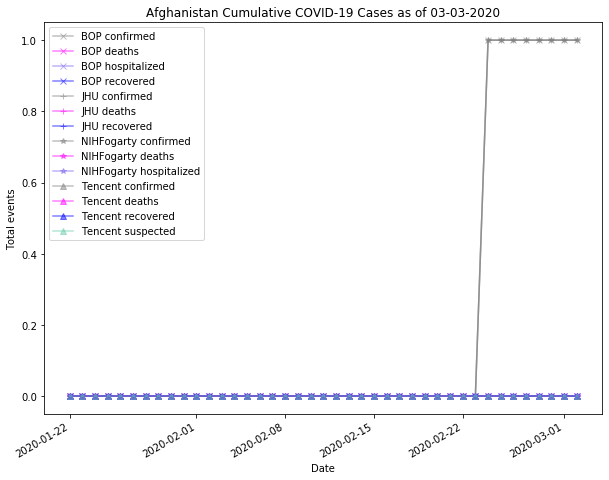 Afghanistan Cumulative COVID-19 Cases as of 03-03-2020
BOP confirmed
BOP deaths
BOP hospitalized
BOP recovered
JHU confirmed
JHU deaths
JHU recovered
NIHFogarty confirmed
NIHFogarty deaths
NIHFogarty hospitalized
Tencent confirmed
Tencent deaths
Tencent recovered
Tencent suspected
Total events
1.0
0.8
0.6
0.4
0.2
0.0
2020-01-22
2020-02-01
2020-02-08
2020-02-15
2020-02-22
2020-03-01
Date